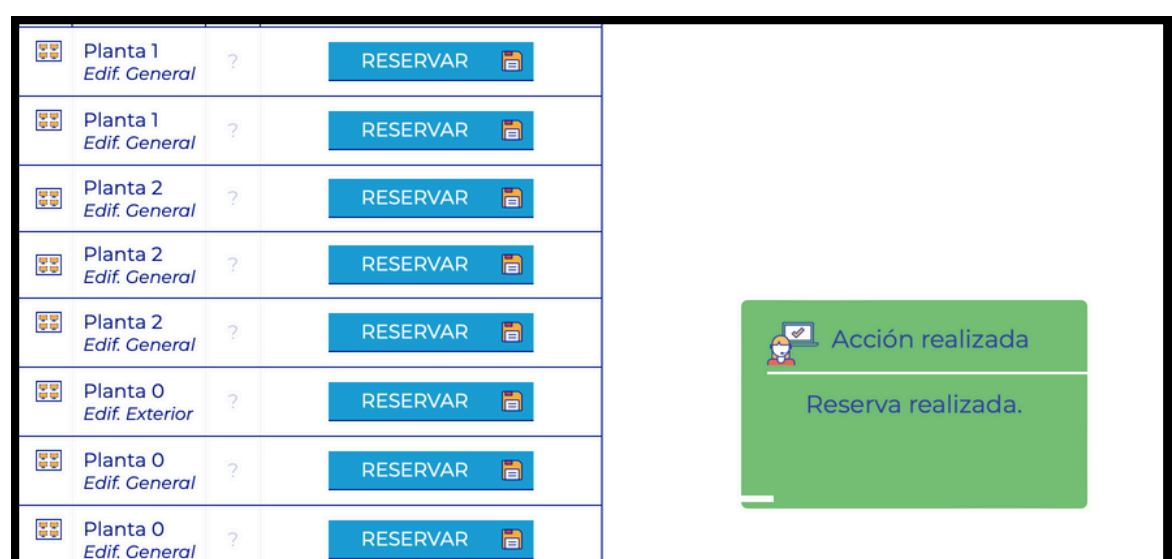 Planta 1
Edif. General
?
RESERVAR
Planta 1
Edif. General
?
RESERVAR
Planta 2
Edif. General
?
RESERVAR
Planta 2
Edif. General
?
RESERVAR
Planta 2
Edif. General
?
RESERVAR
Planta 0
Edif. Exterior
?
RESERVAR
Planta 0
Edif. General
?
RESERVAR
Planta 0
Edif. General
?
RESERVAR
Acción realizada
Reserva realizada.